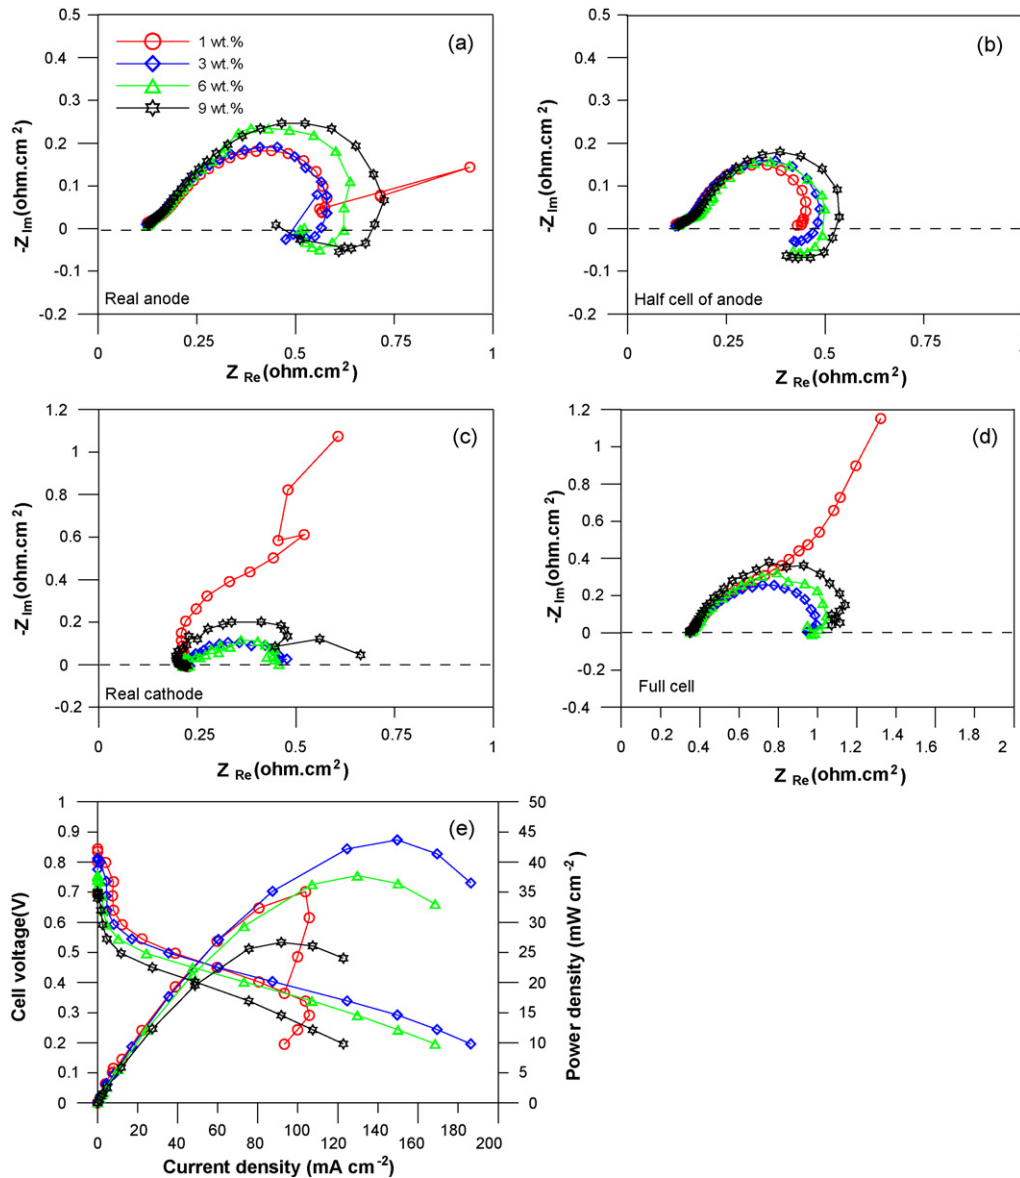 0.5
0.4
0.3
0.2
0.1
0
-0.1
-0.2
-Z Im (ohm.cm2)
(a)
1 wt.%
3 wt.%
6 wt.%
9 wt.%
Real anode
0 0.25 0.5 0.75 1
Z Re (ohm.cm2)
0.5
0.4
0.3
0.2
0.1
0
-0.1
-0.2
-Z Im (ohm.cm2)
(b)
Half cell of anode
0 0.25 0.5 0.75 1
Z Re (ohm.cm2)
1.2
1
0.8
0.6
0.4
0.2
0
-0.2
-Z Im (ohm.cm2)
(c)
Real cathode
0 0.25 0.5 0.75 1
Z Re (ohm.cm2)
1.2
1
0.8
0.6
0.4
0.2
0
-0.2
-0.4
-Z Im (ohm.cm2)
(d)
Full cell
0 0.2 0.4 0.6 0.8 1 1.2 1.4 1.6 1.8 2
Z Re (ohm.cm2)
1
0.9
0.8
0.7
0.6
0.5
0.4
0.3
0.2
0.1
0
Cell voltage(V)
(e)
50
45
40
35
30
25
20
15
10
5
0
Power density (mW cm-2)
0 20 40 60 80 100 120 140 160 180 200
Current density (mA cm-2)